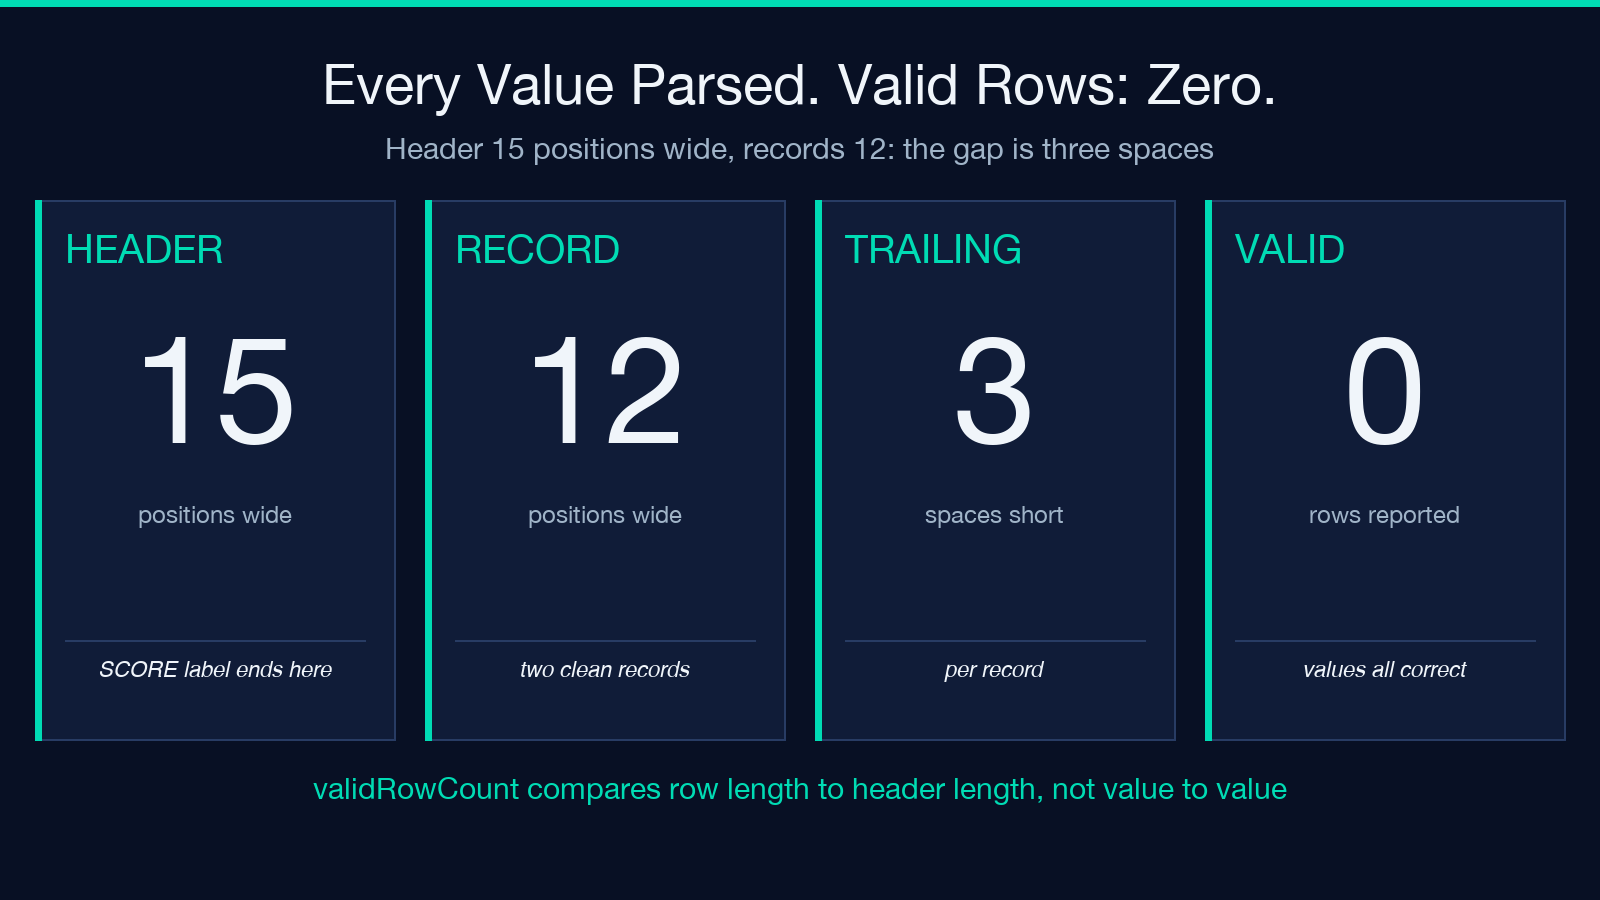 Every Value Parsed. Valid Rows: Zero.
Header 15 positions wide, records 12: the gap is three spaces
HEADER
15
positions wide
SCORE label ends here
RECORD
12
positions wide
two clean records
TRAILING
3
spaces short
per record
VALID
0
rows reported
values all correct
validRowCount compares row length to header length, not value to value